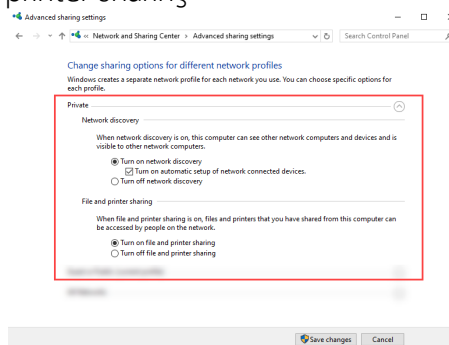 printer sharing
Advanced sharing settings
« Network and Sharing Center > Advanced sharing settings
Search Control Panel
Change sharing options for different network profiles
Windows creates a separate network profile for each network you use. You can choose specific options for
each profile.
Private
Network discovery
When network discovery is on, this computer can see other network computers and devices and is
visible to other network computers.
Turn on network discovery
Turn on automatic setup of network connected devices.
Turn off network discovery
File and printer sharing
When file and printer sharing is on, files and printers that you have shared from this computer can
be accessed by people on the network.
Turn on file and printer sharing
Turn off file and printer sharing
Save changes
Cancel